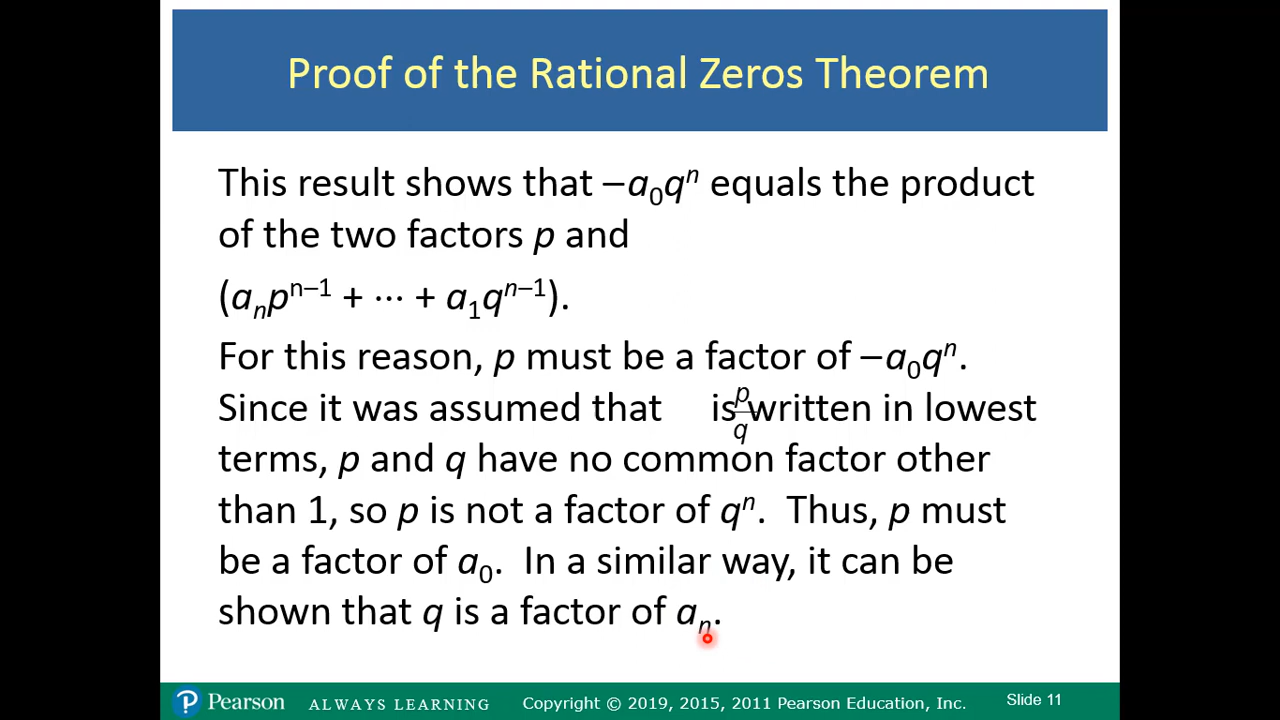 Proof of the Rational Zeros Theorem
This result shows that −a₀qⁿ equals the product
of the two factors p and
(aₙpⁿ⁻¹ + ⋯ + a₁qⁿ⁻¹).
For this reason, p must be a factor of −a₀qⁿ.
Since it was assumed that p/q is written in lowest
terms, p and q have no common factor other
than 1, so p is not a factor of qⁿ. Thus, p must
be a factor of a₀. In a similar way, it can be
shown that q is a factor of aₙ.
Pearson ALWAYS LEARNING Copyright © 2019, 2015, 2011 Pearson Education, Inc. Slide 11